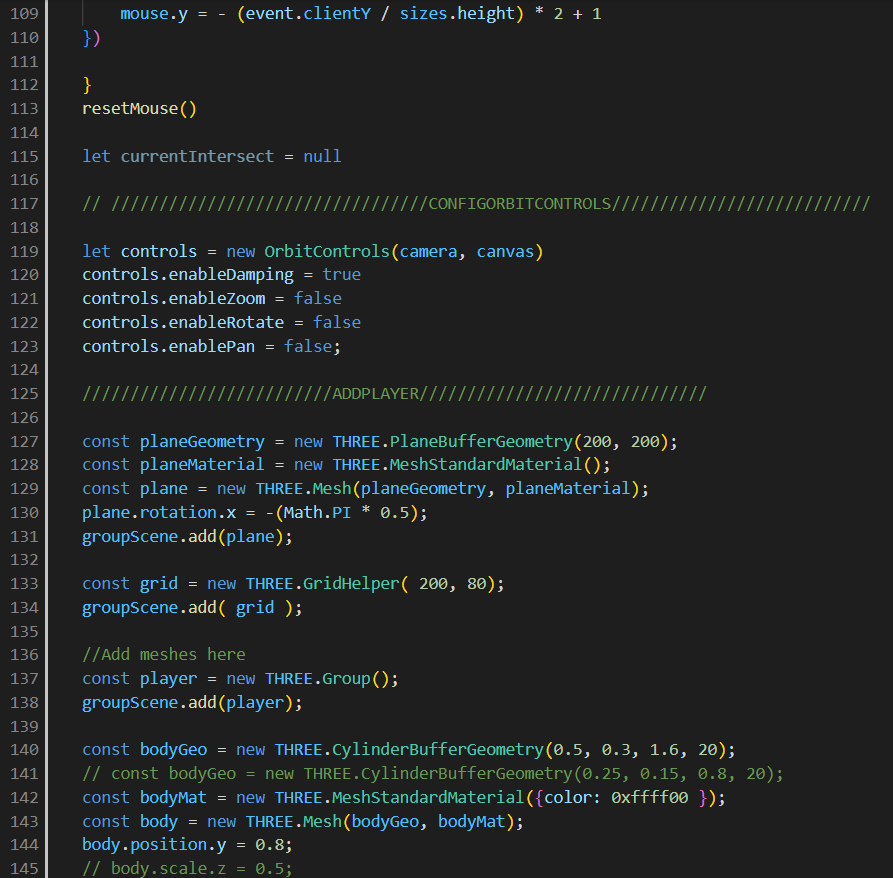 109 mouse.y = - (event.clientY / sizes.height) * 2 + 1
110 })
111
112 }
113 resetMouse()
114
115 let currentIntersect = null
116
117 // /////////////////////////////////CONFIGORBITCONTROLS///////////////////////////
118
119 let controls = new OrbitControls(camera, canvas)
120 controls.enableDamping = true
121 controls.enableZoom = false
122 controls.enableRotate = false
123 controls.enablePan = false;
124
125 //////////////////////////ADDPLAYER//////////////////////////////
126
127 const planeGeometry = new THREE.PlaneBufferGeometry(200, 200);
128 const planeMaterial = new THREE.MeshStandardMaterial();
129 const plane = new THREE.Mesh(planeGeometry, planeMaterial);
130 plane.rotation.x = -(Math.PI * 0.5);
131 groupScene.add(plane);
132
133 const grid = new THREE.GridHelper( 200, 80);
134 groupScene.add( grid );
135
136 //Add meshes here
137 const player = new THREE.Group();
138 groupScene.add(player);
139
140 const bodyGeo = new THREE.CylinderBufferGeometry(0.5, 0.3, 1.6, 20);
141 // const bodyGeo = new THREE.CylinderBufferGeometry(0.25, 0.15, 0.8, 20);
142 const bodyMat = new THREE.MeshStandardMaterial({color: 0xffff00 });
143 const body = new THREE.Mesh(bodyGeo, bodyMat);
144 body.position.y = 0.8;
145 // body.scale.z = 0.5;